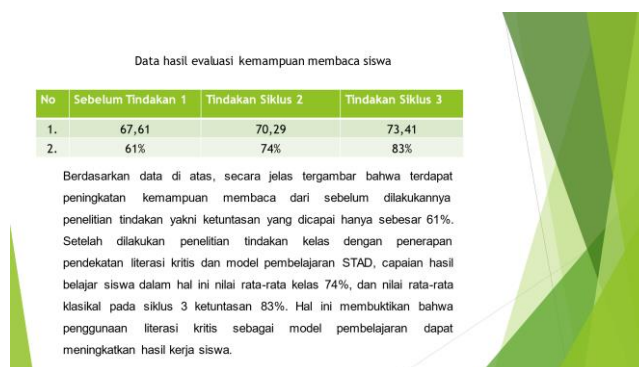 Data hasil evaluasi kemampuan membaca siswa
No Sebelum Tindakan 1 Tindakan Siklus 2 Tindakan Siklus 3
1. 67,61 70,29 73,41
2. 61% 74% 83%
Berdasarkan data di atas, secara jelas tergambar bahwa terdapat
peningkatan kemampuan membaca dari sebelum dilakukannya
penelitian tindakan yakni ketuntasan yang dicapai hanya sebesar 61%.
Setelah dilakukan penelitian tindakan kelas dengan penerapan
pendekatan literasi kritis dan model pembelajaran STAD, capaian hasil
belajar siswa dalam hal ini nilai rata-rata kelas 74%, dan nilai rata-rata
klasikal pada siklus 3 ketuntasan 83%. Hal ini membuktikan bahwa
penggunaan literasi kritis sebagai model pembelajaran dapat
meningkatkan hasil kerja siswa.